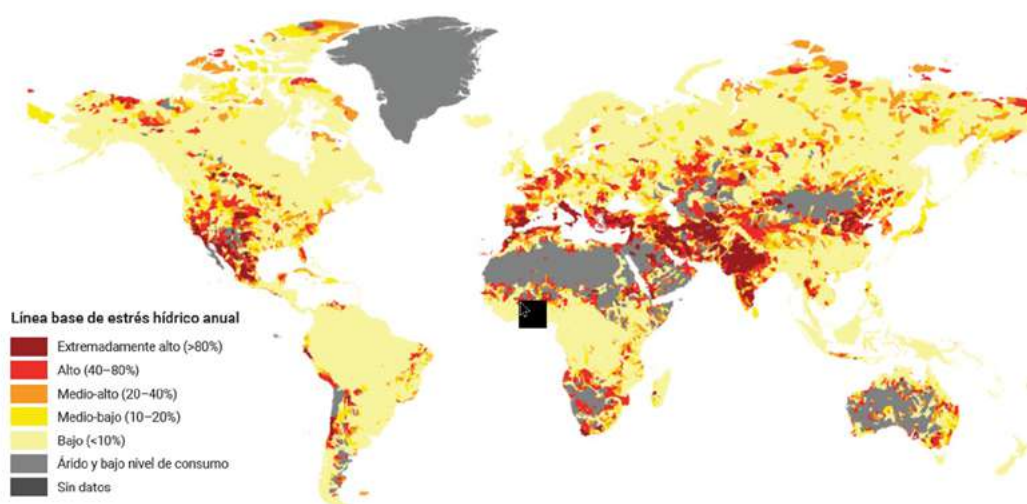 Línea base de estrés hídrico anual
Extremadamente alto (>80%)
Alto (40–80%)
Medio-alto (20–40%)
Medio-bajo (10–20%)
Bajo (<10%)
Árido y bajo nivel de consumo
Sin datos